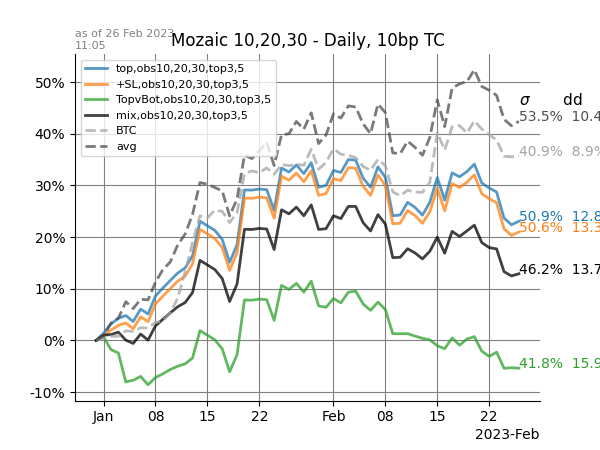 as of 26 Feb 2023
11:05
Mozaic 10,20,30 - Daily, 10bp TC
top,obs10,20,30,top3,5
+SL,obs10,20,30,top3,5
TopvBot,obs10,20,30,top3,5
mix,obs10,20,30,top3,5
BTC
avg
50%
40%
30%
20%
10%
0%
-10%
σ dd
53.5% 10.4
40.9% 8.9%
50.9% 12.8
50.6% 13.3
46.2% 13.7
41.8% 15.9
Jan 08 15 22 Feb 08 15 22
2023-Feb